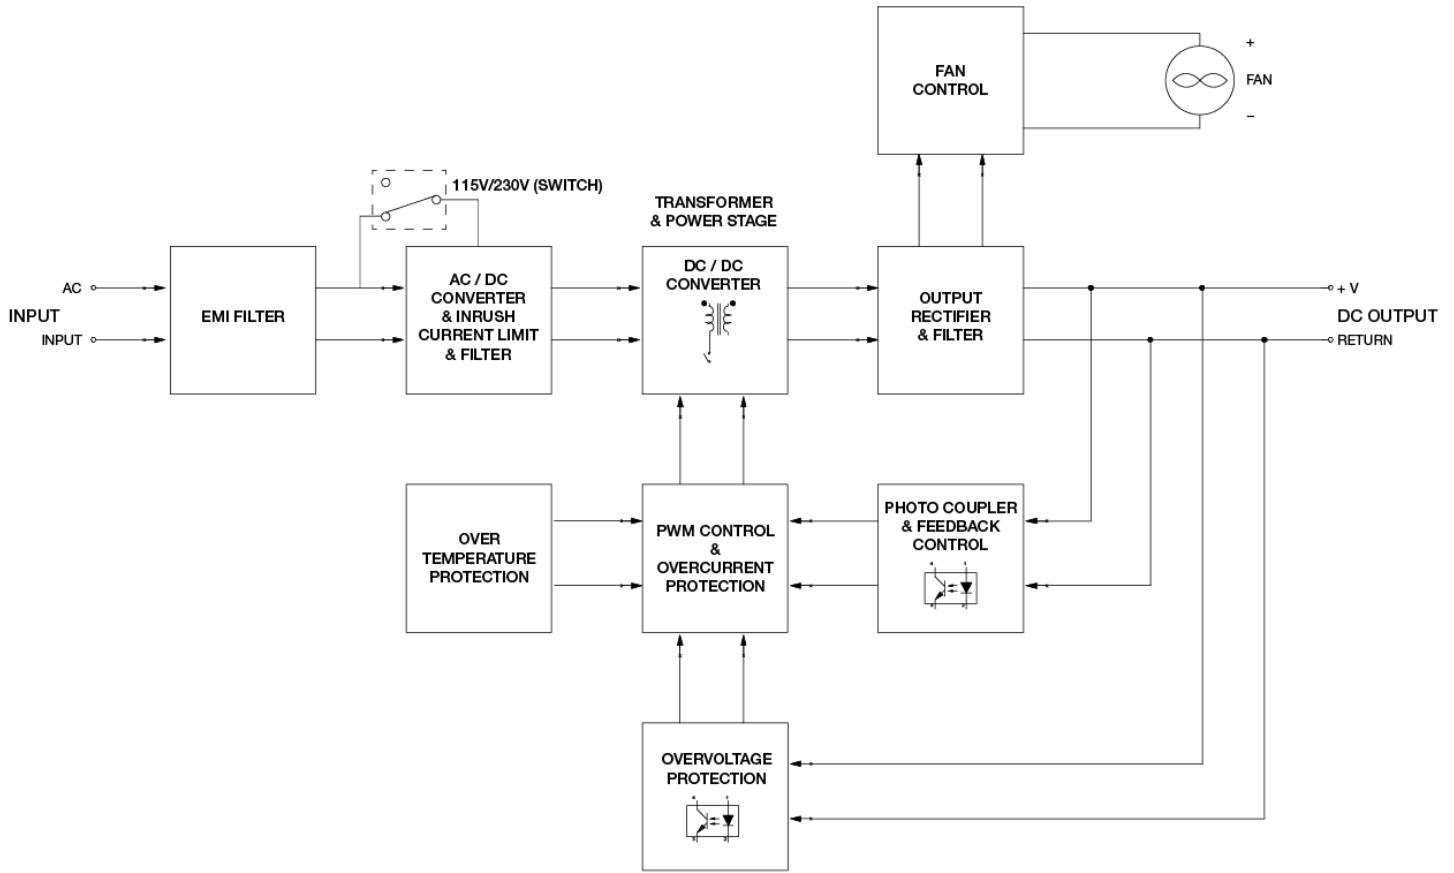 FAN
CONTROL
+
FAN
–
115V/230V (SWITCH)
TRANSFORMER
& POWER STAGE
AC
INPUT
INPUT
EMI FILTER
AC / DC
CONVERTER
& INRUSH
CURRENT LIMIT
& FILTER
DC / DC
CONVERTER
OUTPUT
RECTIFIER
& FILTER
+ V
DC OUTPUT
RETURN
OVER
TEMPERATURE
PROTECTION
PWM CONTROL
&
OVERCURRENT
PROTECTION
PHOTO COUPLER
& FEEDBACK
CONTROL
OVERVOLTAGE
PROTECTION